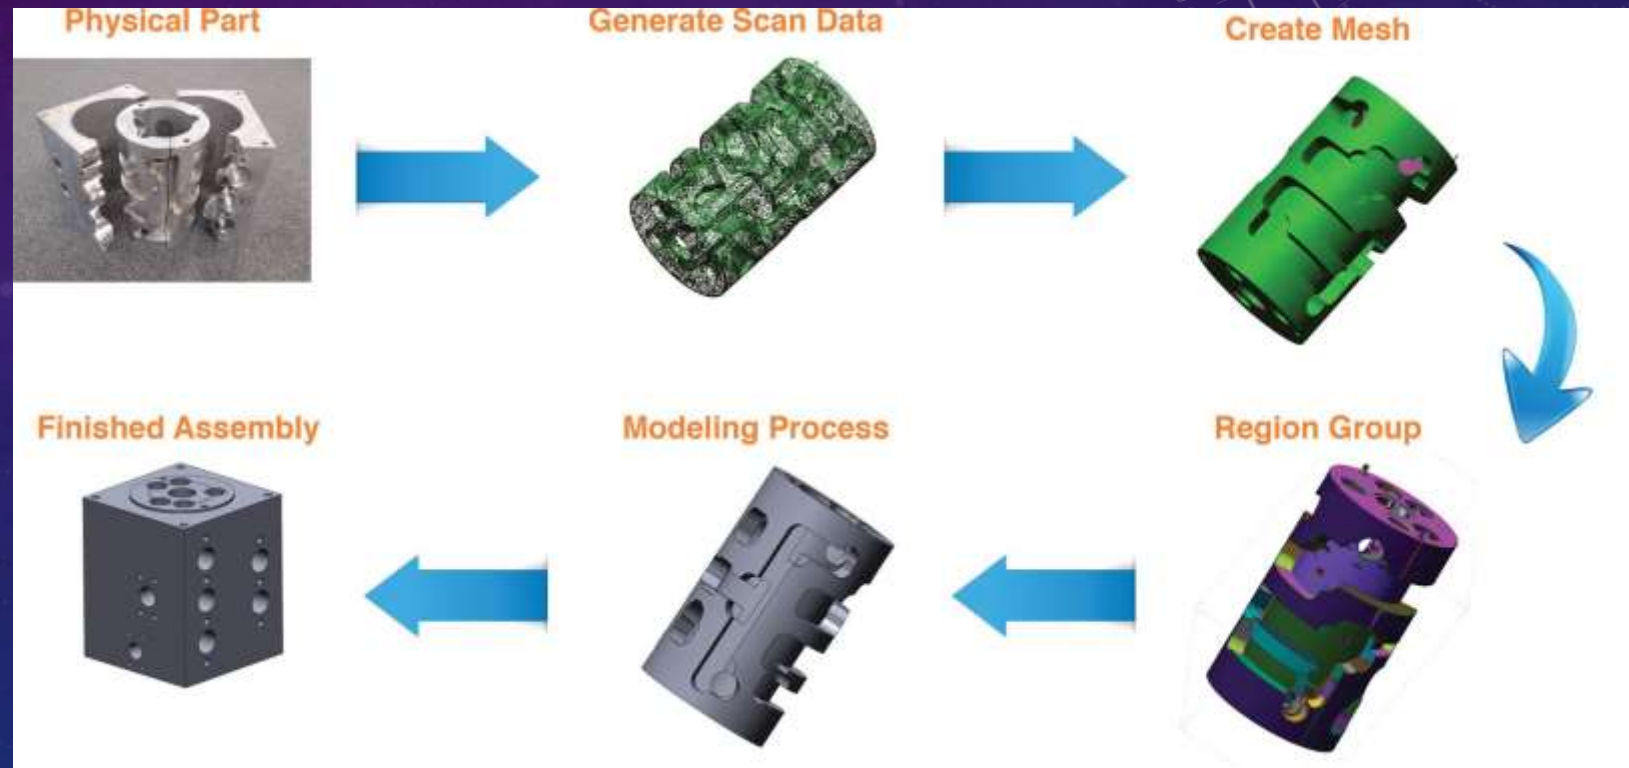 Physical Part
Generate Scan Data
Create Mesh
Region Group
Modeling Process
Finished Assembly